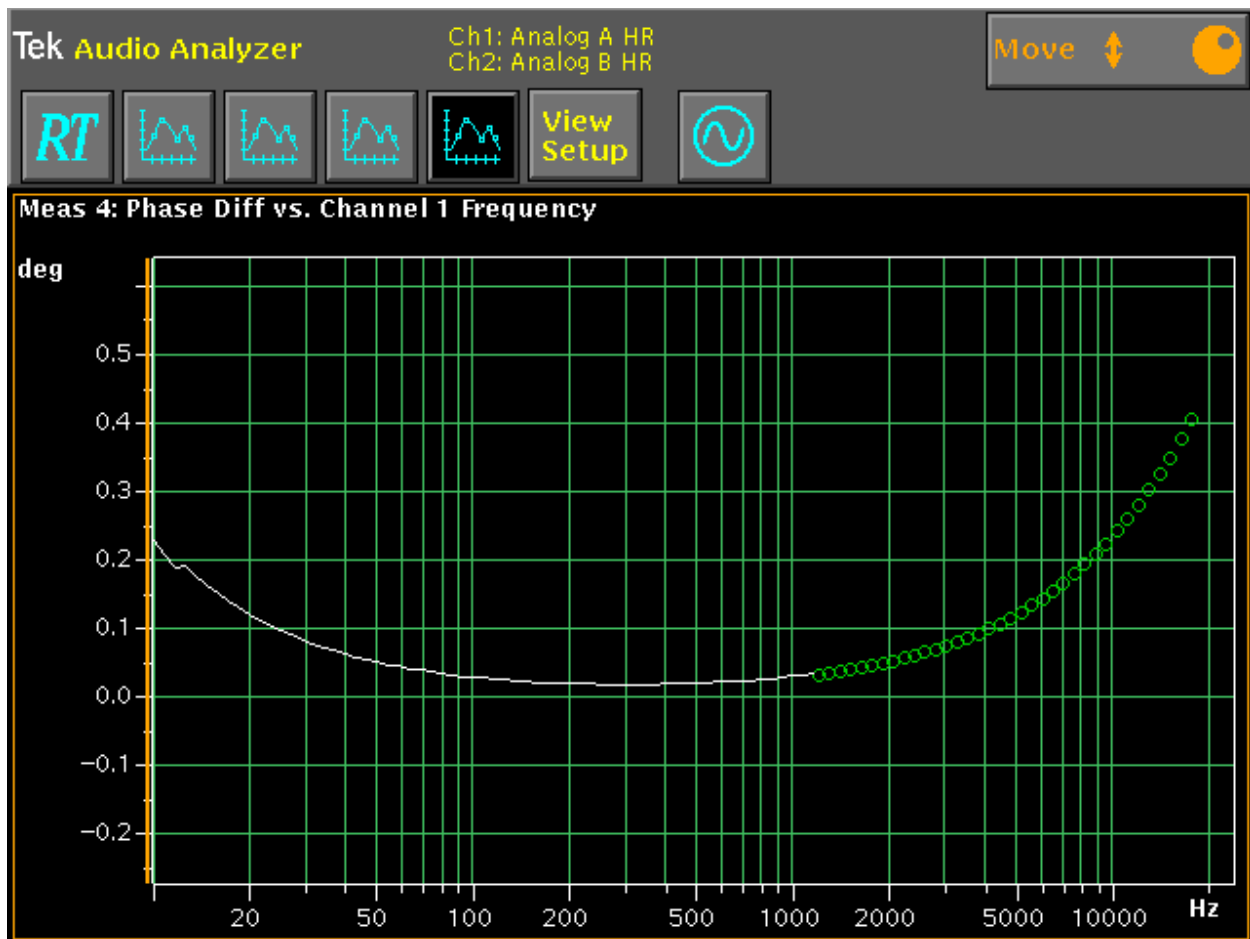 Tek Audio Analyzer
Ch1: Analog A HR
Ch2: Analog B HR
Move
RT
View
Setup
Meas 4: Phase Diff vs. Channel 1 Frequency
deg
0.5
0.4
0.3
0.2
0.1
0.0
−0.1
−0.2
20 50 100 200 500 1000 2000 5000 10000 Hz